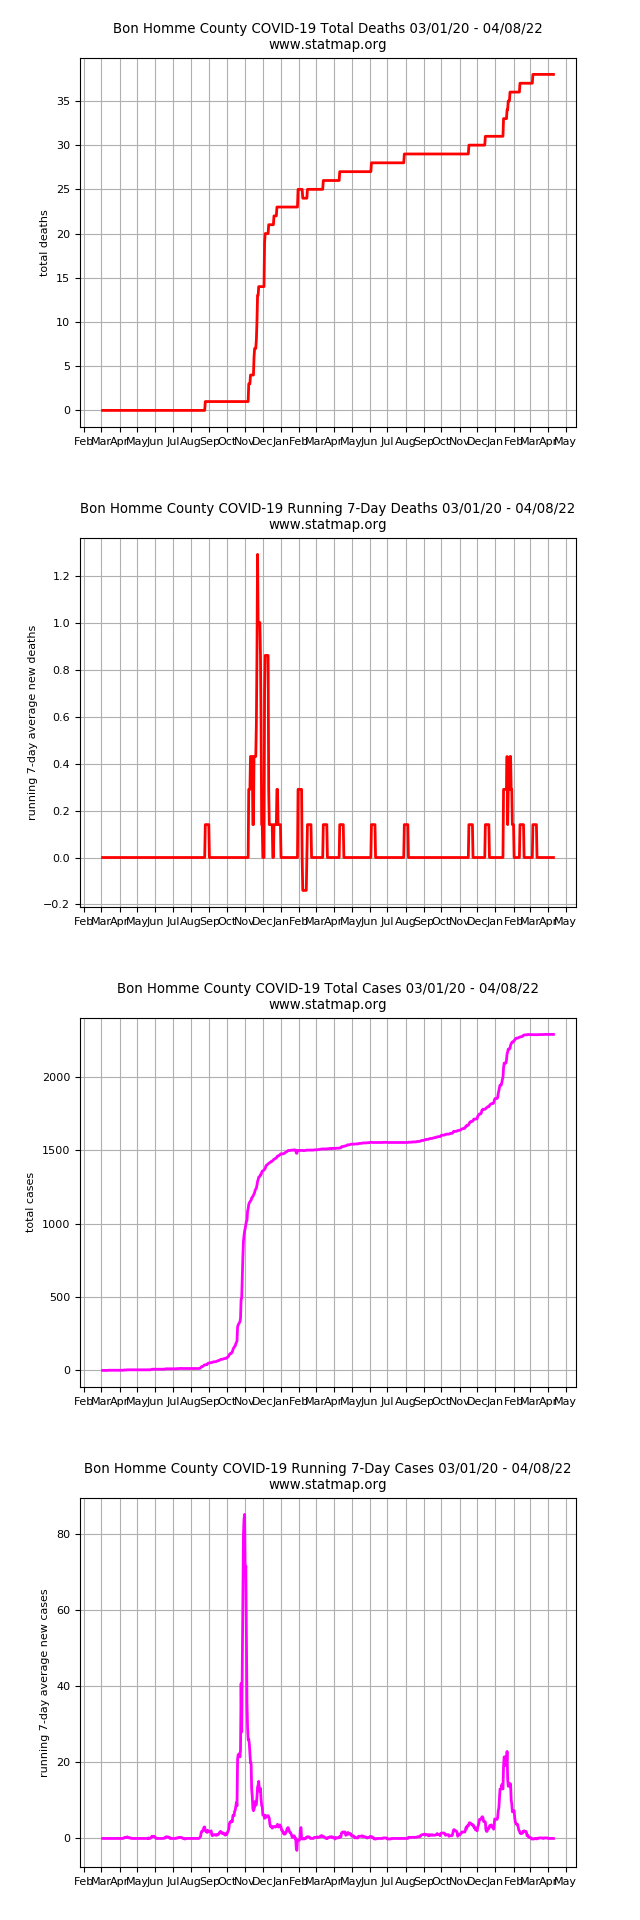 Bon Homme County COVID-19 Total Deaths 03/01/20 - 04/08/22
www.statmap.org
35
30
25
20
15
10
5
0
total deaths
Feb Mar Apr May Jun Jul Aug Sep Oct Nov Dec Jan Feb Mar Apr May Jun Jul Aug Sep Oct Nov Dec Jan Feb Mar Apr May
Bon Homme County COVID-19 Running 7-Day Deaths 03/01/20 - 04/08/22
www.statmap.org
1.2
1.0
0.8
0.6
0.4
0.2
0.0
−0.2
running 7-day average new deaths
Feb Mar Apr May Jun Jul Aug Sep Oct Nov Dec Jan Feb Mar Apr May Jun Jul Aug Sep Oct Nov Dec Jan Feb Mar Apr May
Bon Homme County COVID-19 Total Cases 03/01/20 - 04/08/22
www.statmap.org
2000
1500
1000
500
0
total cases
Feb Mar Apr May Jun Jul Aug Sep Oct Nov Dec Jan Feb Mar Apr May Jun Jul Aug Sep Oct Nov Dec Jan Feb Mar Apr May
Bon Homme County COVID-19 Running 7-Day Cases 03/01/20 - 04/08/22
www.statmap.org
80
60
40
20
0
running 7-day average new cases
Feb Mar Apr May Jun Jul Aug Sep Oct Nov Dec Jan Feb Mar Apr May Jun Jul Aug Sep Oct Nov Dec Jan Feb Mar Apr May